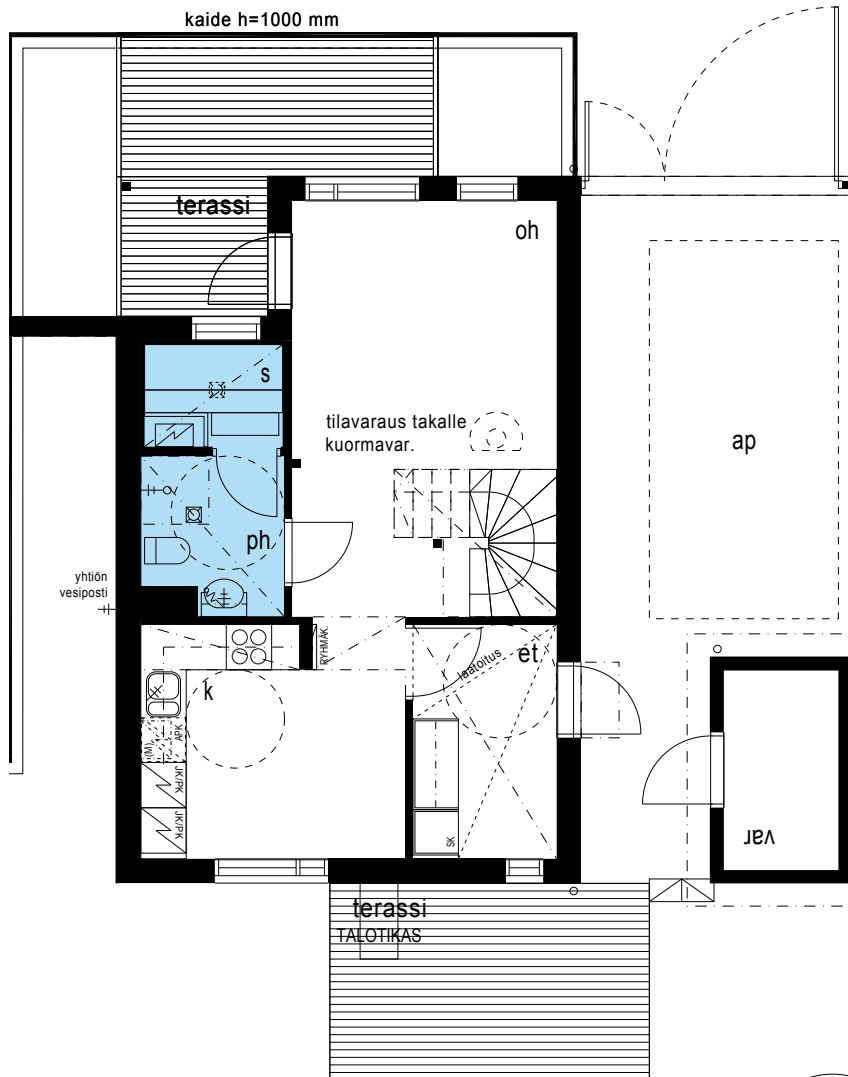 kaide h=1000 mm
terassi
oh
s
tilavaraus takalle
kuormavar.
ap
ph
yhtiön
vesiposti
RYHMÄK.
et
laatoitus
k
(M)
APK
JK/PK
JK/PK
SK
var
terassi
TALOTIKAS